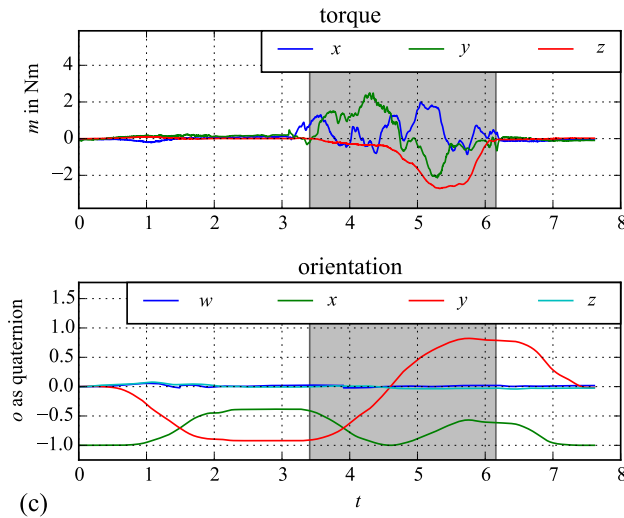 torque
x y z
m in Nm
4
2
0
−2
0 1 2 3 4 5 6 7 8
orientation
w x y z
o as quaternion
1.5
1.0
0.5
0.0
−0.5
−1.0
0 1 2 3 4 5 6 7 8
t
(c)